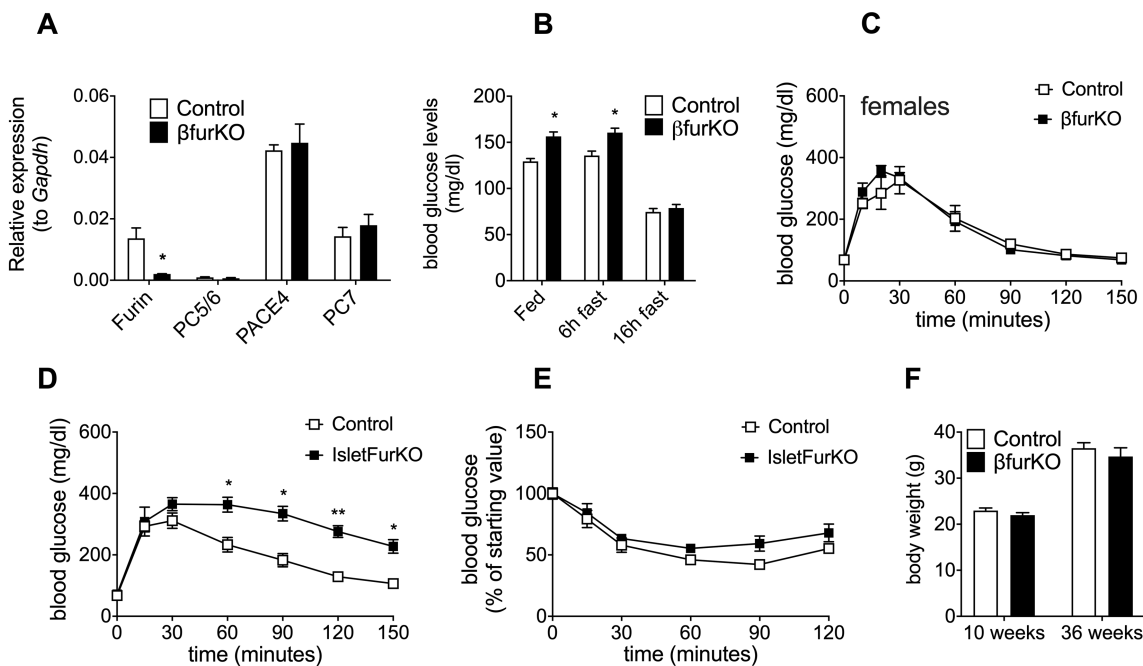 A
Relative expression
(to Gapdh)
0.06
0.04
0.02
0.00
Control
βfurKO
*
Furin
PC5/6
PACE4
PC7
B
blood glucose levels
(mg/dl)
200
150
100
50
0
Control
βfurKO
*
*
Fed
6h fast
16h fast
C
blood glucose (mg/dl)
600
400
200
0
females
Control
βfurKO
0 30 60 90 120 150
time (minutes)
D
blood glucose (mg/dl)
600
400
200
0
Control
IsletFurKO
* * ** *
0 30 60 90 120 150
time (minutes)
E
blood glucose
(% of starting value)
150
100
50
0
Control
IsletFurKO
0 30 60 90 120
time (minutes)
F
body weight (g)
40
30
20
10
0
Control
βfurKO
10 weeks 36 weeks